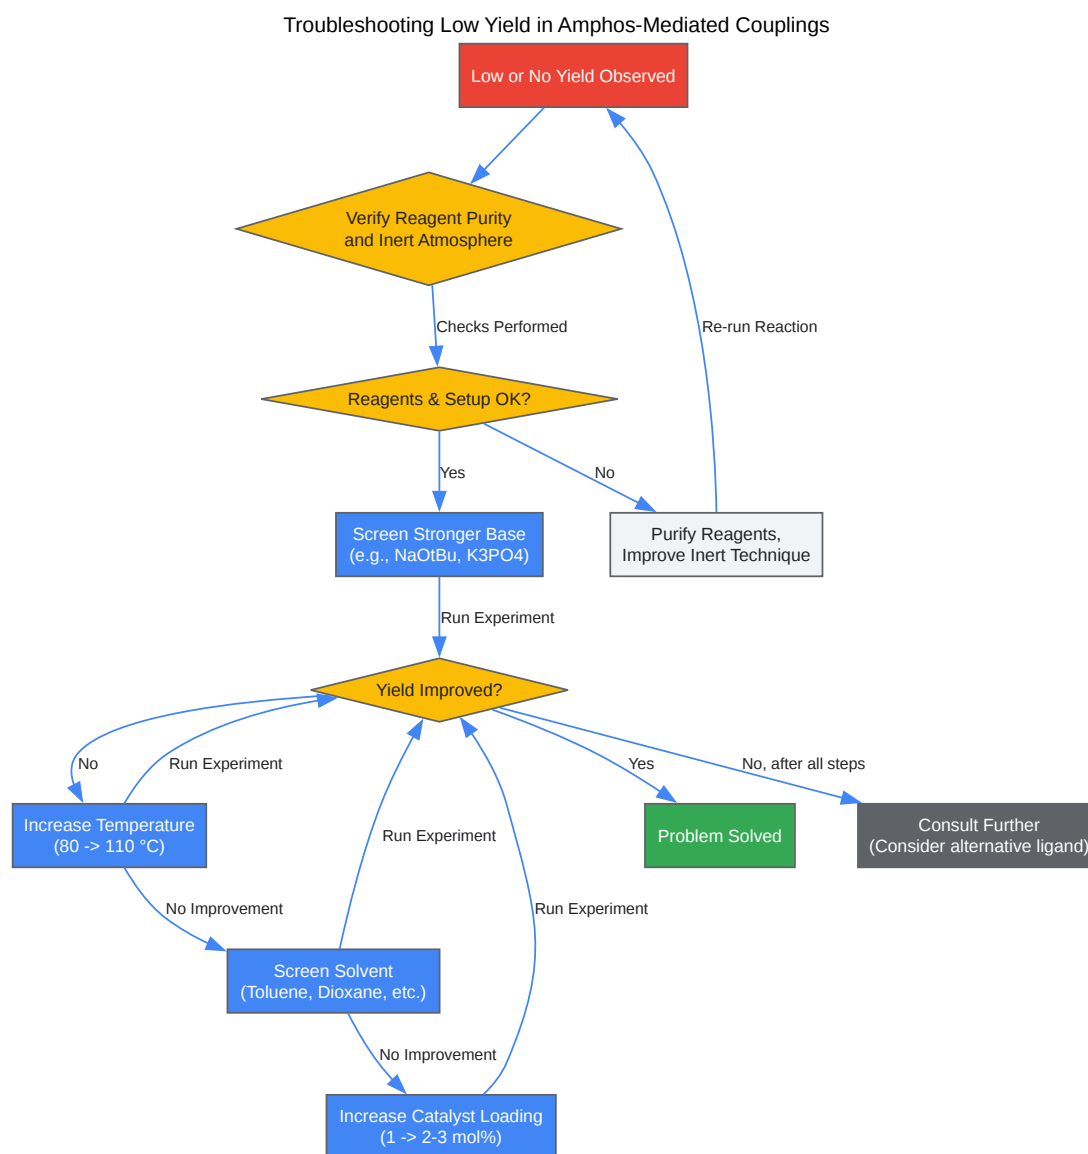 Troubleshooting Low Yield in Amphos-Mediated Couplings
Low or No Yield Observed
Verify Reagent Purity
and Inert Atmosphere
Checks Performed
Re-run Reaction
Reagents & Setup OK?
Yes
No
Screen Stronger Base
(e.g., NaOtBu, K3PO4)
Purify Reagents,
Improve Inert Technique
Run Experiment
Yield Improved?
No
Run Experiment
Yes
No, after all steps
Increase Temperature
(80 -> 110 °C)
Run Experiment
Problem Solved
Consult Further
(Consider alternative ligand)
No Improvement
Run Experiment
Screen Solvent
(Toluene, Dioxane, etc.)
No Improvement
Increase Catalyst Loading
(1 -> 2-3 mol%)